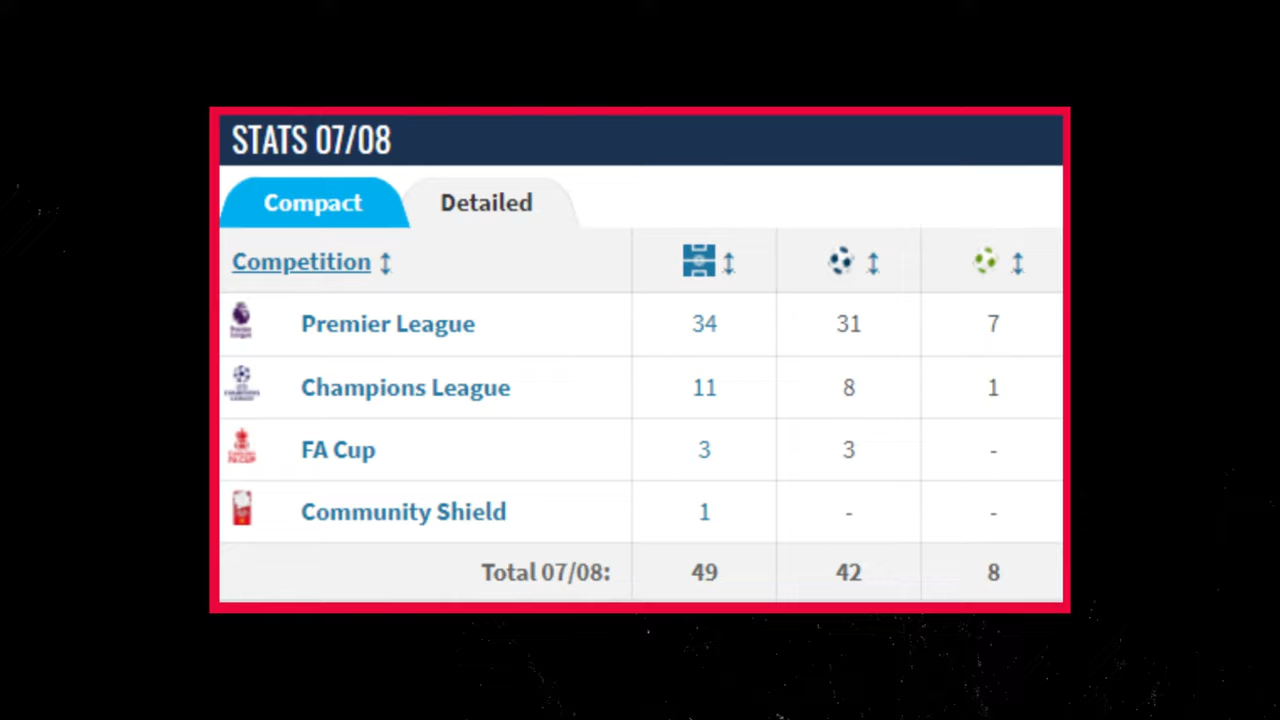 STATS 07/08
Compact Detailed
Competition ↕ ↕ ↕ ↕
Premier League 34 31 7
Champions League 11 8 1
FA Cup 3 3 -
Community Shield 1 - -
Total 07/08: 49 42 8